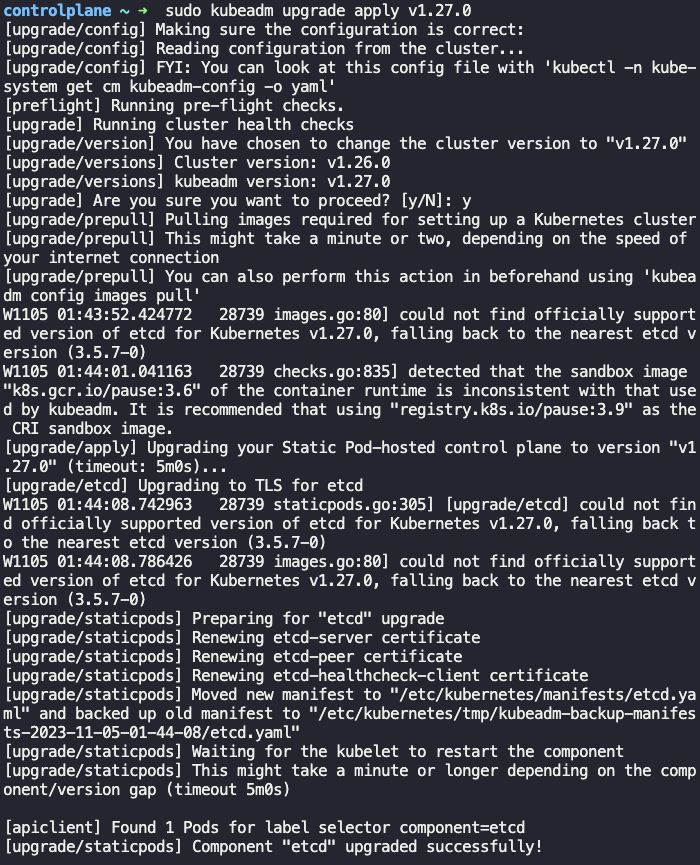 controlplane ~ ➜  sudo kubeadm upgrade apply v1.27.0
[upgrade/config] Making sure the configuration is correct:
[upgrade/config] Reading configuration from the cluster...
[upgrade/config] FYI: You can look at this config file with 'kubectl -n kube-
system get cm kubeadm-config -o yaml'
[preflight] Running pre-flight checks.
[upgrade] Running cluster health checks
[upgrade/version] You have chosen to change the cluster version to "v1.27.0"
[upgrade/versions] Cluster version: v1.26.0
[upgrade/versions] kubeadm version: v1.27.0
[upgrade] Are you sure you want to proceed? [y/N]: y
[upgrade/prepull] Pulling images required for setting up a Kubernetes cluster
[upgrade/prepull] This might take a minute or two, depending on the speed of
your internet connection
[upgrade/prepull] You can also perform this action in beforehand using 'kubea
dm config images pull'
W1105 01:43:52.424772   28739 images.go:80] could not find officially support
ed version of etcd for Kubernetes v1.27.0, falling back to the nearest etcd v
ersion (3.5.7-0)
W1105 01:44:01.041163   28739 checks.go:835] detected that the sandbox image
"k8s.gcr.io/pause:3.6" of the container runtime is inconsistent with that use
d by kubeadm. It is recommended that using "registry.k8s.io/pause:3.9" as the
 CRI sandbox image.
[upgrade/apply] Upgrading your Static Pod-hosted control plane to version "v1
.27.0" (timeout: 5m0s)...
[upgrade/etcd] Upgrading to TLS for etcd
W1105 01:44:08.742963   28739 staticpods.go:305] [upgrade/etcd] could not fin
d officially supported version of etcd for Kubernetes v1.27.0, falling back t
o the nearest etcd version (3.5.7-0)
W1105 01:44:08.786426   28739 images.go:80] could not find officially support
ed version of etcd for Kubernetes v1.27.0, falling back to the nearest etcd v
ersion (3.5.7-0)
[upgrade/staticpods] Preparing for "etcd" upgrade
[upgrade/staticpods] Renewing etcd-server certificate
[upgrade/staticpods] Renewing etcd-peer certificate
[upgrade/staticpods] Renewing etcd-healthcheck-client certificate
[upgrade/staticpods] Moved new manifest to "/etc/kubernetes/manifests/etcd.ya
ml" and backed up old manifest to "/etc/kubernetes/tmp/kubeadm-backup-manifes
ts-2023-11-05-01-44-08/etcd.yaml"
[upgrade/staticpods] Waiting for the kubelet to restart the component
[upgrade/staticpods] This might take a minute or longer depending on the comp
onent/version gap (timeout 5m0s)

[apiclient] Found 1 Pods for label selector component=etcd
[upgrade/staticpods] Component "etcd" upgraded successfully!